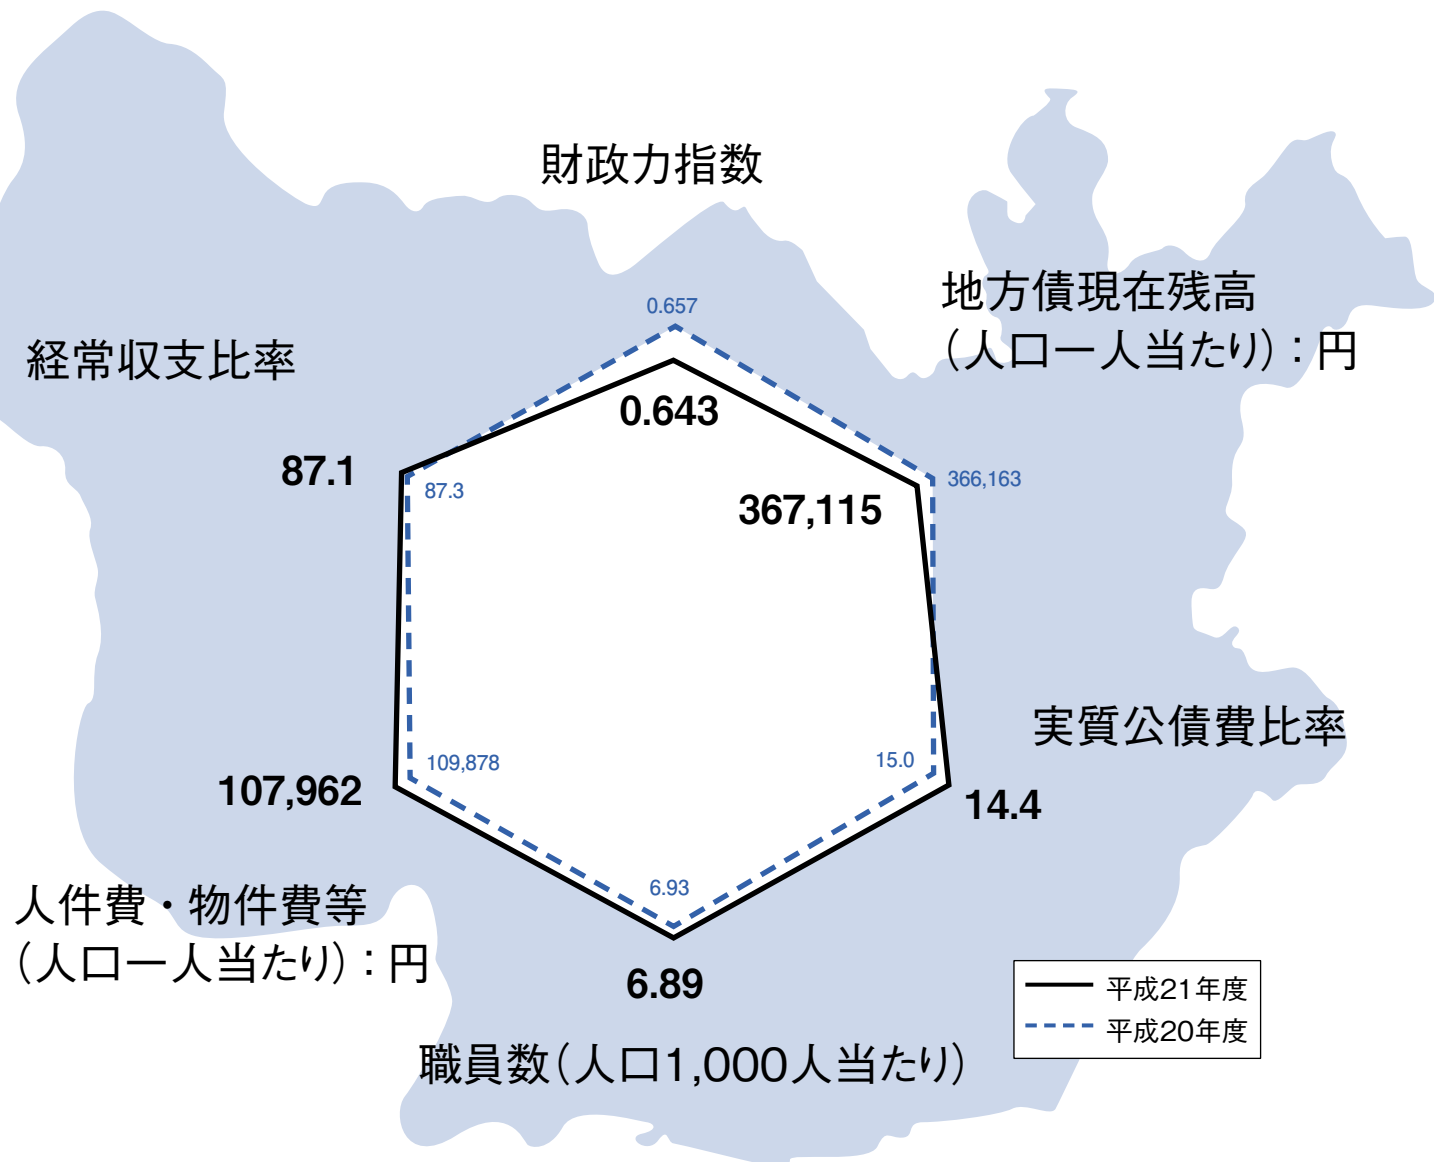 財政力指数
地方債現在残高
（人口一人当たり）：円
0.657
経常収支比率
0.643
87.1
87.3
366,163
367,115
実質公債費比率
109,878
15.0
107,962
14.4
6.93
人件費・物件費等
（人口一人当たり）：円
6.89
平成21年度
平成20年度
職員数（人口1,000人当たり）